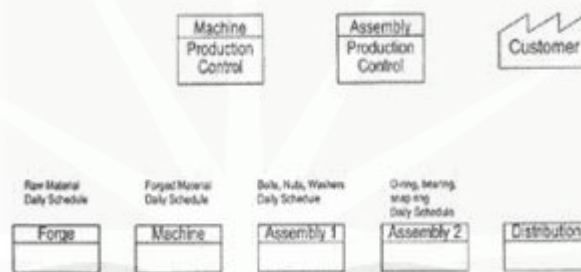 Machine
Production
Control
Assembly
Production
Control
Customer
Raw Material
Daily Schedule
Forged Material
Daily Schedule
Bolts, Nuts, Washers
Daily Schedule
O-ring, bearing,
snap ring
Daily Schedule
Forge
Machine
Assembly 1
Assembly 2
Distribution